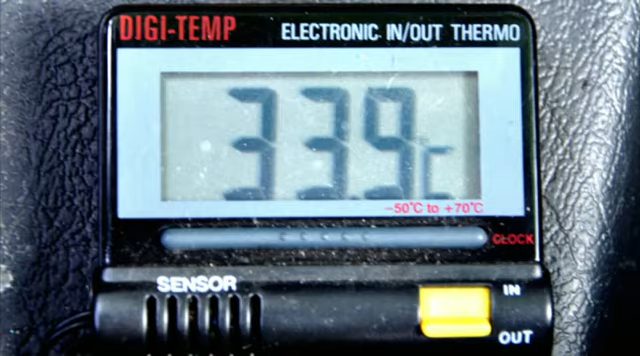 DIGI-TEMP ELECTRONIC IN/OUT THERMO
33.9c
-50°C to +70°C
CLOCK
SENSOR
IN
OUT